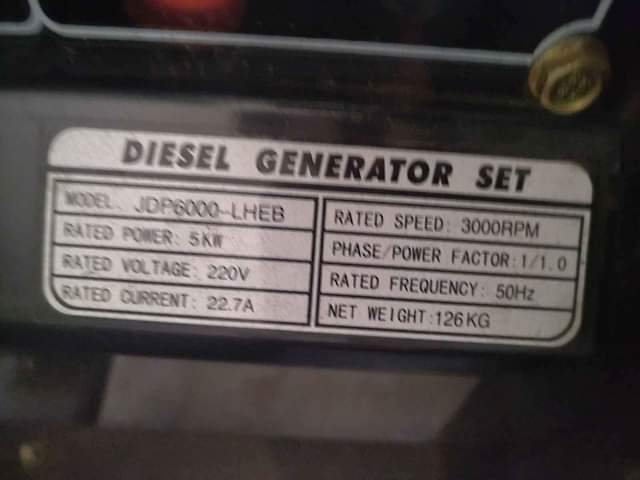 DIESEL GENERATOR SET
MODEL: JDP6000-LHEB
RATED POWER: 5KW
RATED VOLTAGE: 220V
RATED CURRENT: 22.7A
RATED SPEED: 3000RPM
PHASE/POWER FACTOR:1/1.0
RATED FREQUENCY: 50Hz
NET WEIGHT:126KG